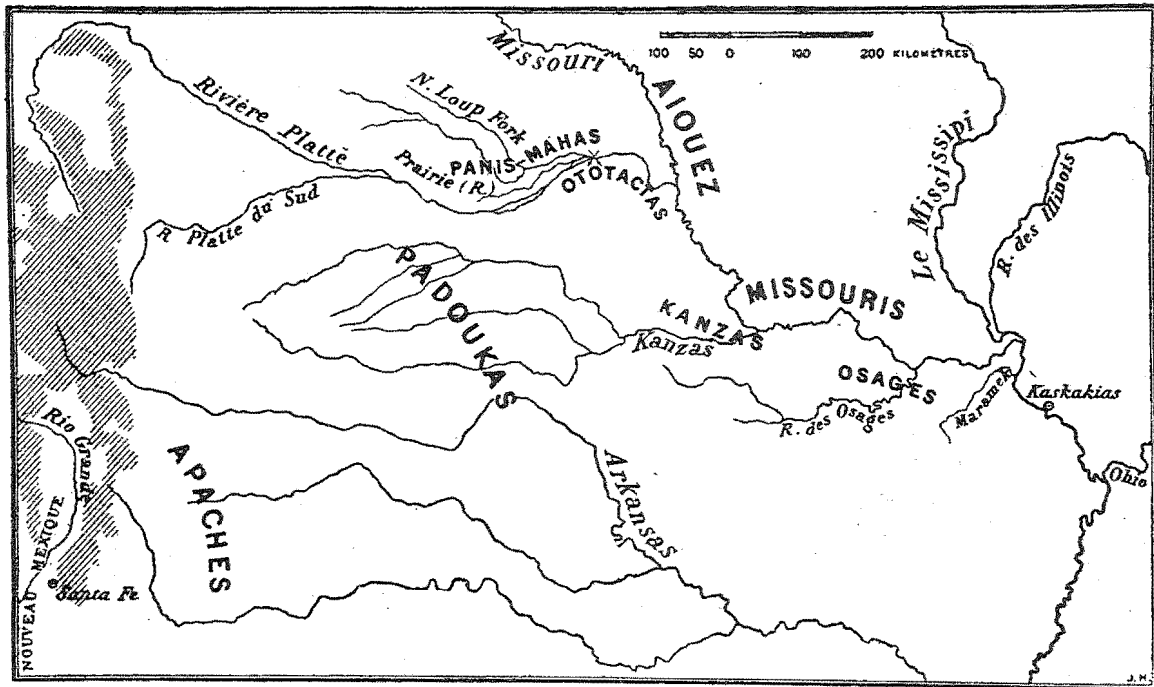 Missouri
100 50 0 100 200 KILOMÈTRES
AIOUEZ
N. Loup Fork
Rivière Platte
Le Mississipi
PANIS-MAHAS
Prairie (R.)
OTOTACTAS
R. des Illinois
R. Platte du Sud
PADOUKAS
MISSOURIS
KANZAS
Kanzas
OSAGES
Maramek
Kaskakias
R. des Osages
Rio Grande
APACHES
Arkansas
Ohio
NOUVEAU MEXIQUE
Santa Fe
J. H.